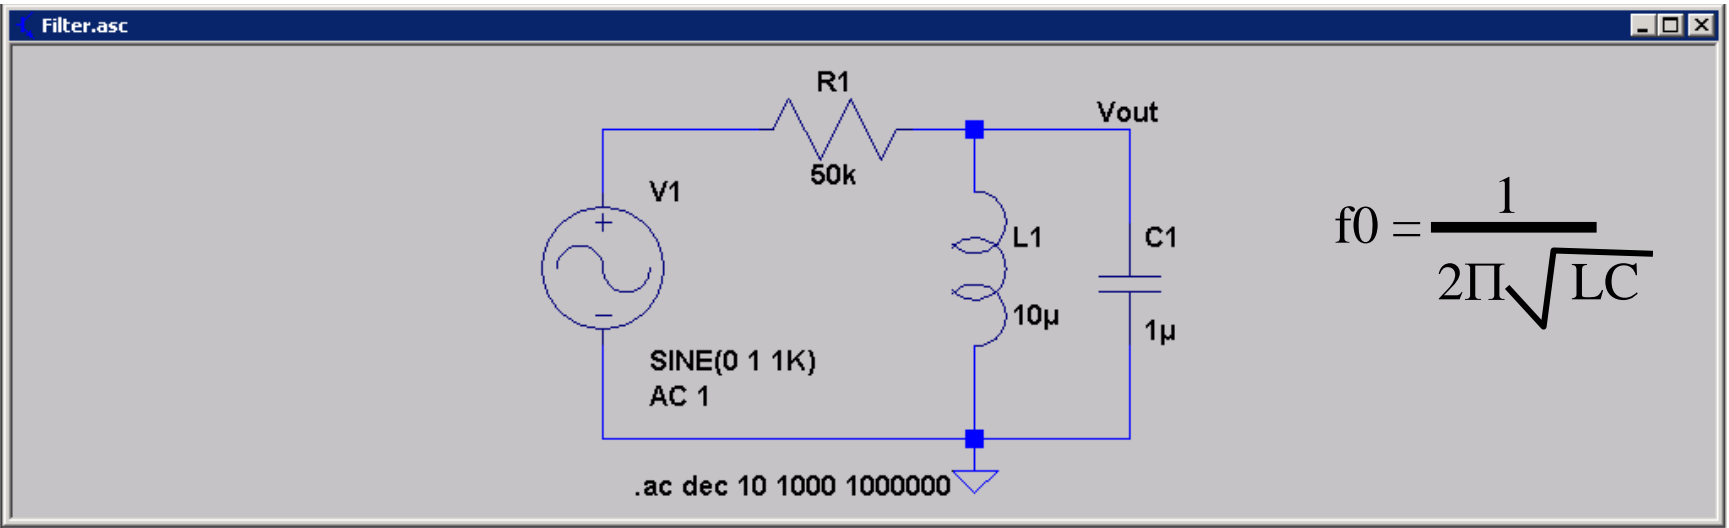 Filter.asc
R1
50k
Vout
V1
+
−
SINE(0 1 1K)
AC 1
L1
10µ
C1
1µ
.ac dec 10 1000 1000000
f0 = 1
2Π√LC